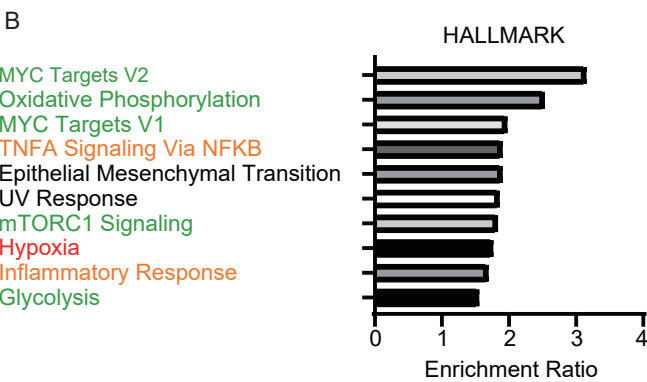 B
HALLMARK
MYC Targets V2
Oxidative Phosphorylation
MYC Targets V1
TNFA Signaling Via NFKB
Epithelial Mesenchymal Transition
UV Response
mTORC1 Signaling
Hypoxia
Inflammatory Response
Glycolysis
0 1 2 3 4
Enrichment Ratio